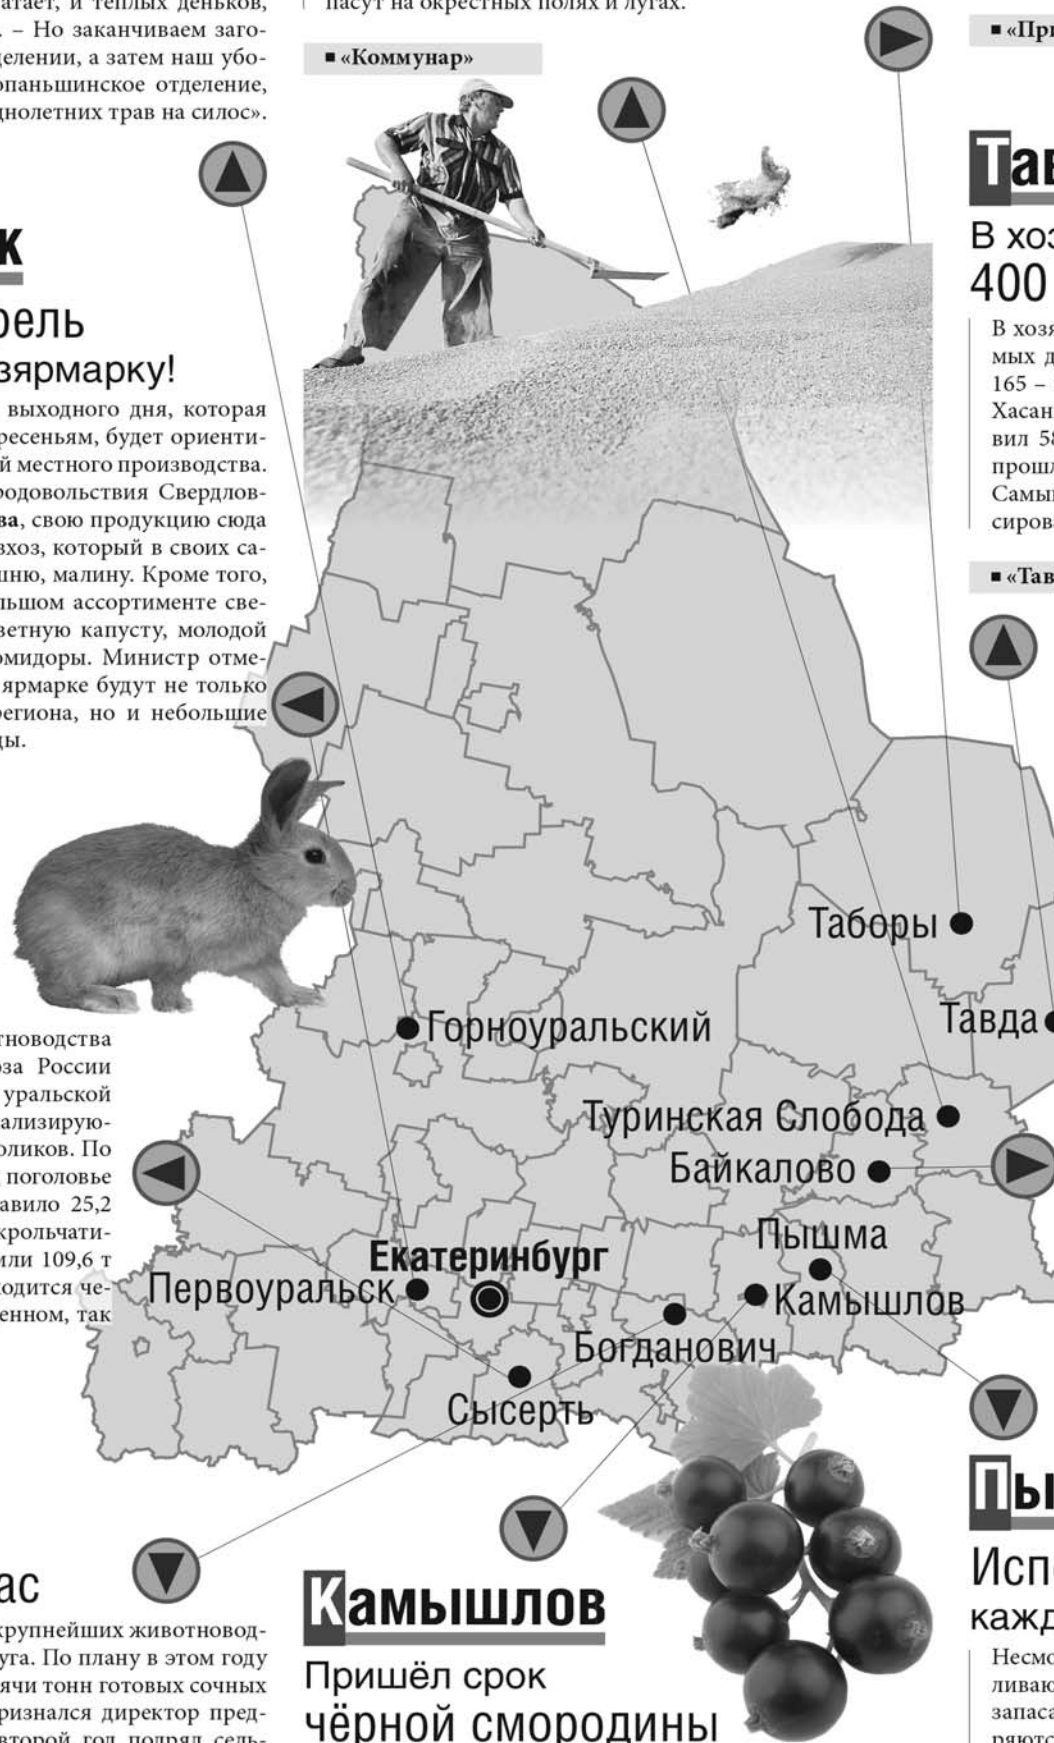 атает, и тёплых деньков,
. – Но заканчиваем заго-
делении, а затем наш убо-
опаньшинское отделение,
днолетних трав на силос».
к
рель
зярмарку!
выходного дня, которая
ресеньям, будет ориенти-
й местного производства.
родовольствия Свердлов-
ва, свою продукцию сюда
вхоз, который в своих са-
шню, малину. Кроме того,
льшом ассортименте све-
ветную капусту, молодой
омидоры. Министр отме-
ярмарке будут не только
региона, но и небольшие
ды.
тноводства
оза России
уральской
ализирую-
оликов. По
поголовье
авило 25,2
крольчати-
или 109,6 т
одится че-
енном, так
ас
крупнейших животновод-
уга. По плану в этом году
ячи тонн готовых сочных
ризнался директор пред-
второй год подряд сель-
пасут на окрестных полях и лугах.
■ «Коммунар»
Таборы
Тавда
Горноуральский
Туринская Слобода
Байкалово
Пышма
Екатеринбург
Первоуральск
Камышлов
Богданович
Сысерть
Камышлов
Пришёл срок
чёрной смородины
■ «При
Тав
В хоз
400
В хозя
мых д
165 –
Хасан
вил 58
прошл
Самы
сиров
■ «Тав
Пы
Исп
кажд
Несмо
ливаю
запаса
ряютс